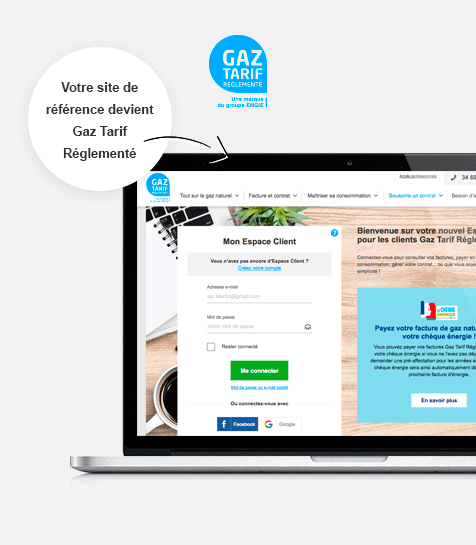 GAZ
TARIF
RÉGLEMENTÉ
Une marque
du groupe ENGIE
Votre site de
référence devient
Gaz Tarif
Réglementé
GAZ
TARIF
RÉGLEMENTÉ
Accès professionnels
34 60
Tout sur le gaz naturel
Facture et contrat
Maîtriser sa consommation
Souscrire un contrat
Besoin d'a
?
Mon Espace Client
Vous n'avez pas encore d'Espace Client ?
Créez votre compte
Adresse e-mail
ex: Martin@gmail.com
Mot de passe
Votre mot de passe
Rester connecté
Me connecter
Mot de passe ou e-mail oublié
Ou connectez-vous avec
f Facebook
G Google
Bienvenue sur votre nouvel Es
pour les clients Gaz Tarif Régle
Connectez-vous pour consulter vos factures, payer en
consommation, gérer votre contrat... où que vous soye
simplicité !
CHÈQUE
ÉNERGIE
Payez votre facture de gaz natu
votre chèque énergie !
Vous pouvez payer vos factures Gaz Tarif Rég
votre chèque énergie si vous ne l'avez pas déjà
demander une pré-affectation pour les années s
chèque énergie sera ainsi automatiquement dé
prochaine facture d'énergie.
En savoir plus